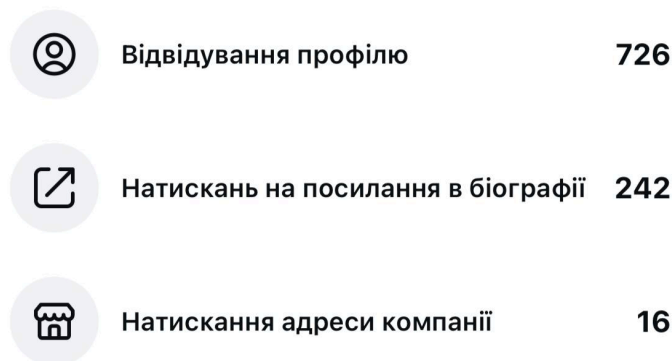 Відвідування профілю 726
Натискань на посилання в біографії 242
Натискання адреси компанії 16